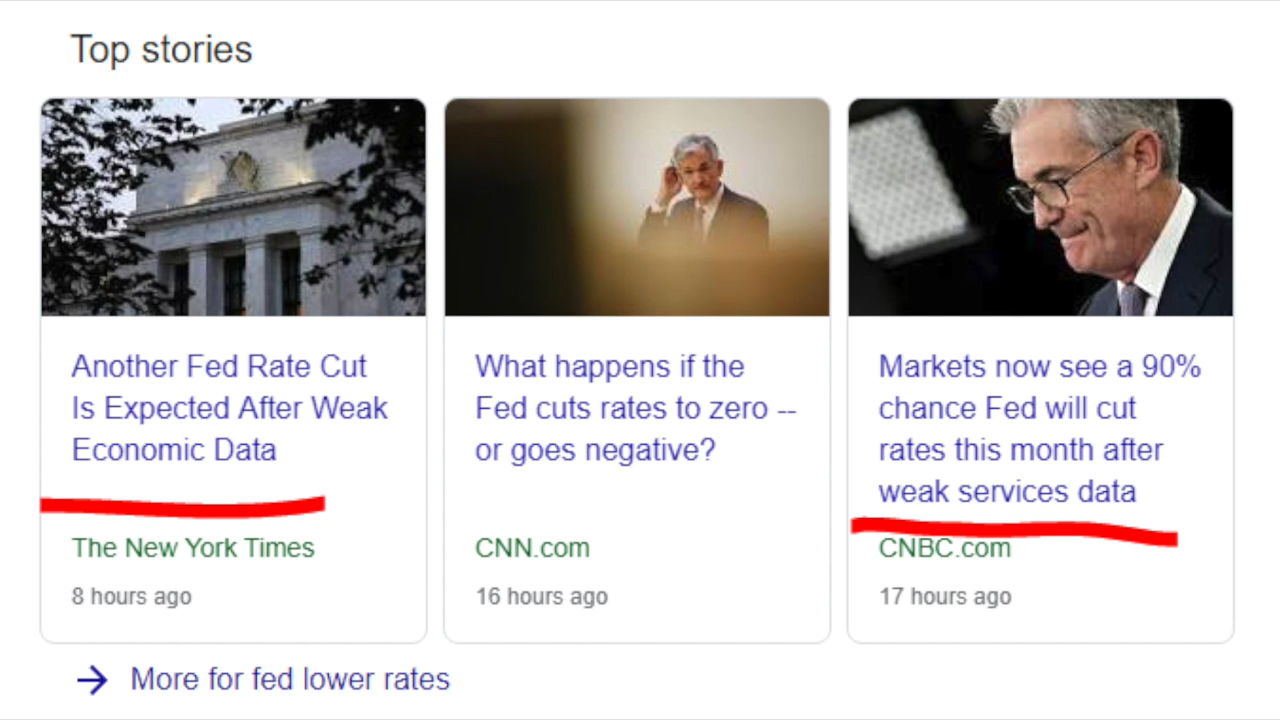 Top stories
Another Fed Rate Cut
Is Expected After Weak
Economic Data
The New York Times
8 hours ago
What happens if the
Fed cuts rates to zero --
or goes negative?
CNN.com
16 hours ago
Markets now see a 90%
chance Fed will cut
rates this month after
weak services data
CNBC.com
17 hours ago
More for fed lower rates